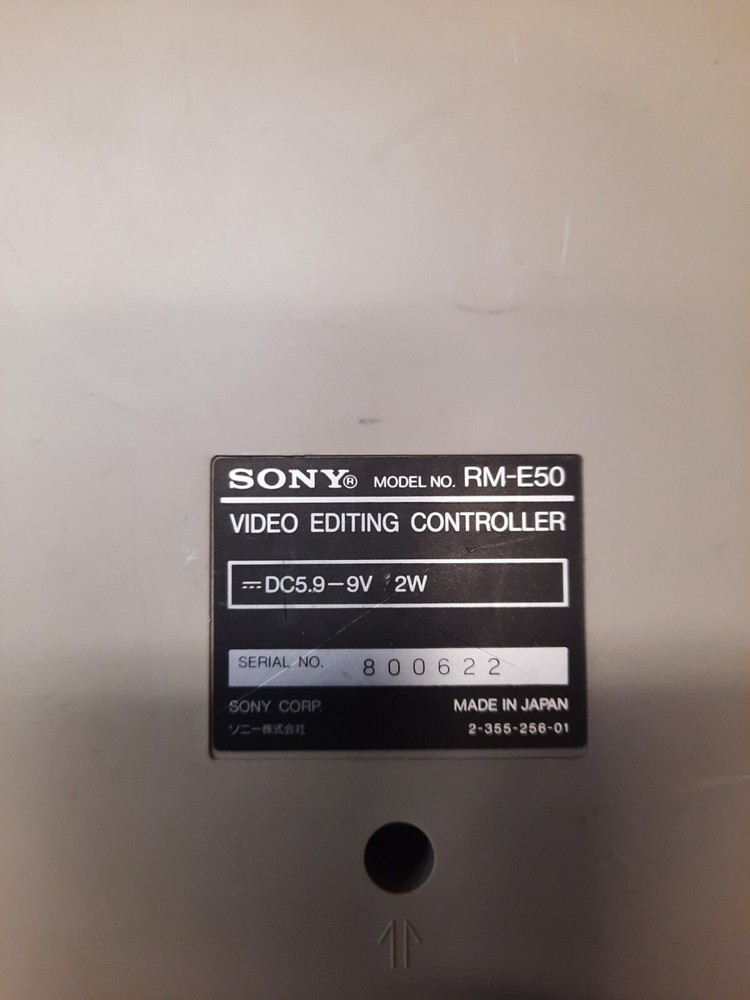 SONY® MODEL NO. RM-E50
VIDEO EDITING CONTROLLER
⎓DC5.9–9V 2W
SERIAL NO. 800622
SONY CORP. MADE IN JAPAN
ソニー株式会社 2-355-256-01